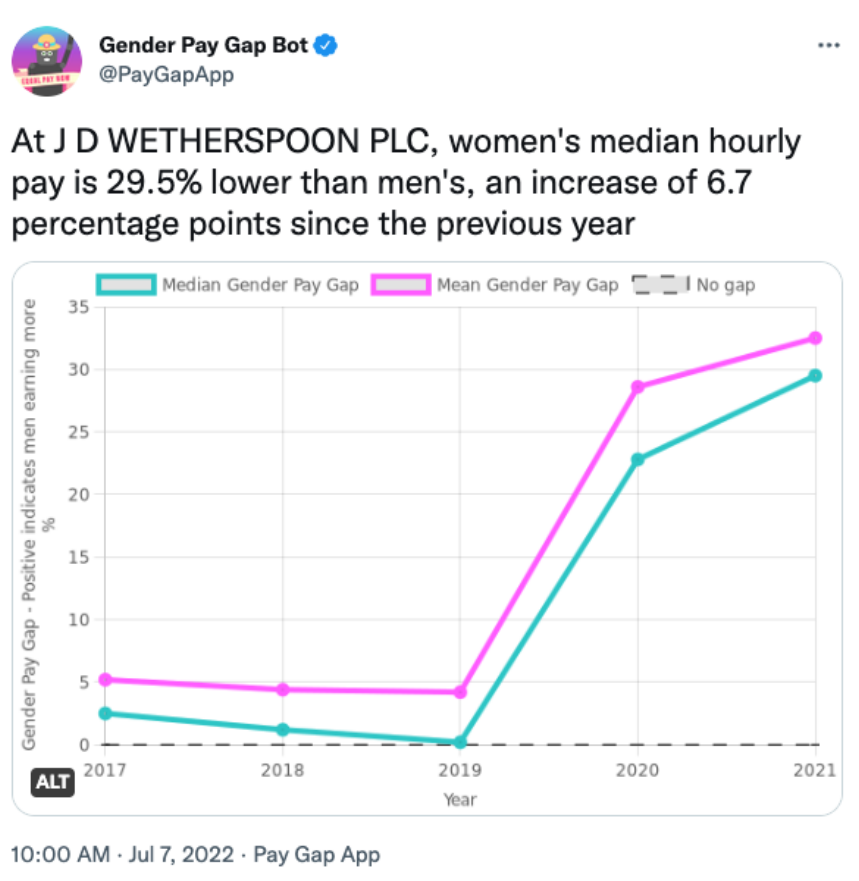 Gender Pay Gap Bot
@PayGapApp
EQUAL PAY NOW
At J D WETHERSPOON PLC, women's median hourly
pay is 29.5% lower than men's, an increase of 6.7
percentage points since the previous year
Median Gender Pay Gap Mean Gender Pay Gap No gap
Gender Pay Gap - Positive indicates men earning more
%
35
30
25
20
15
10
5
0
2017 2018 2019 2020 2021
Year
ALT
10:00 AM · Jul 7, 2022 · Pay Gap App